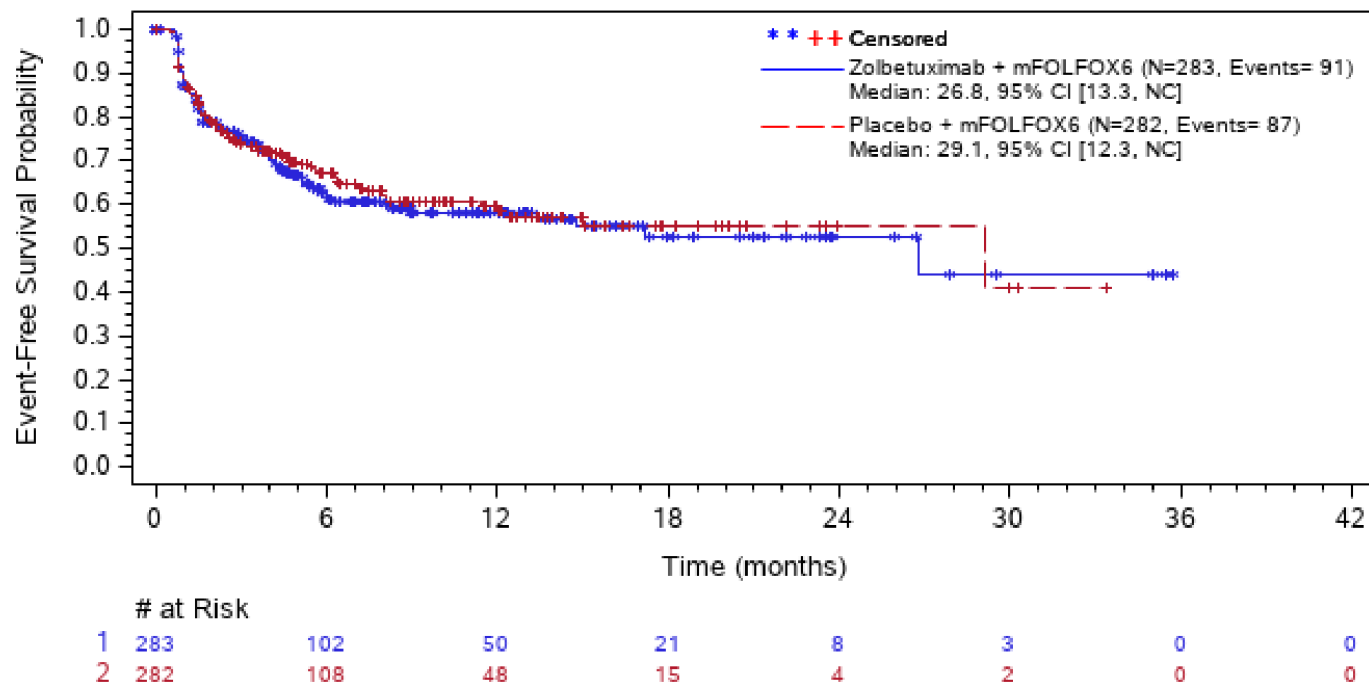 1.0
0.9
0.8
0.7
0.6
0.5
0.4
0.3
0.2
0.1
0.0
Event-Free Survival Probability
** ++ Censored
Zolbetuximab + mFOLFOX6 (N=283, Events= 91)
Median: 26.8, 95% CI [13.3, NC]
Placebo + mFOLFOX6 (N=282, Events= 87)
Median: 29.1, 95% CI [12.3, NC]
0 6 12 18 24 30 36 42
Time (months)
# at Risk
1 283 102 50 21 8 3 0 0
2 282 108 48 15 4 2 0 0